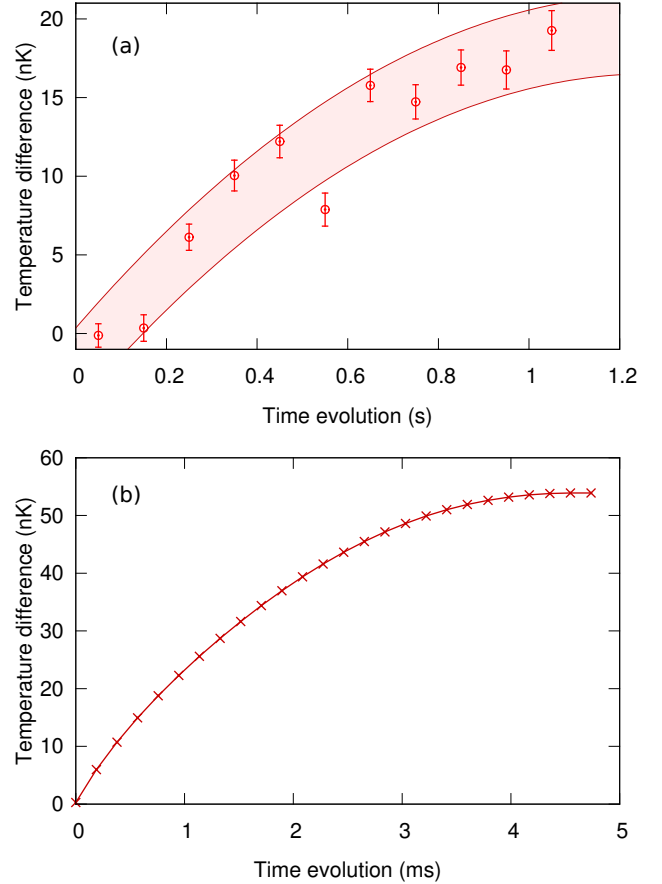 (a)
Temperature difference (nK)
20
15
10
5
0
0 0.2 0.4 0.6 0.8 1 1.2
Time evolution (s)
(b)
Temperature difference (nK)
60
50
40
30
20
10
0
0 1 2 3 4 5
Time evolution (ms)